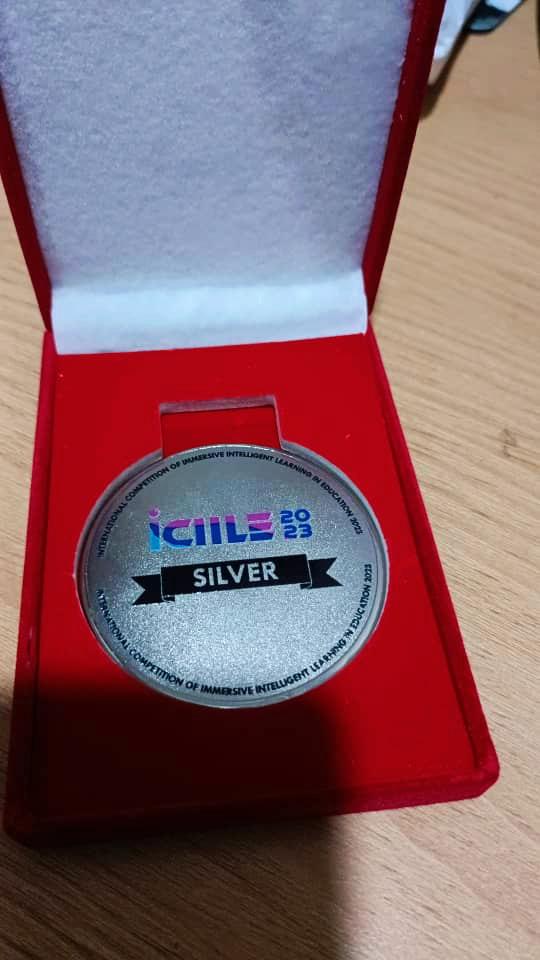 INTERNATIONAL COMPETITION OF IMMERSIVE INTELLIGENT LEARNING IN EDUCATION 2023
iCIILE 20
23
SILVER
INTERNATIONAL COMPETITION OF IMMERSIVE INTELLIGENT LEARNING IN EDUCATION 2023